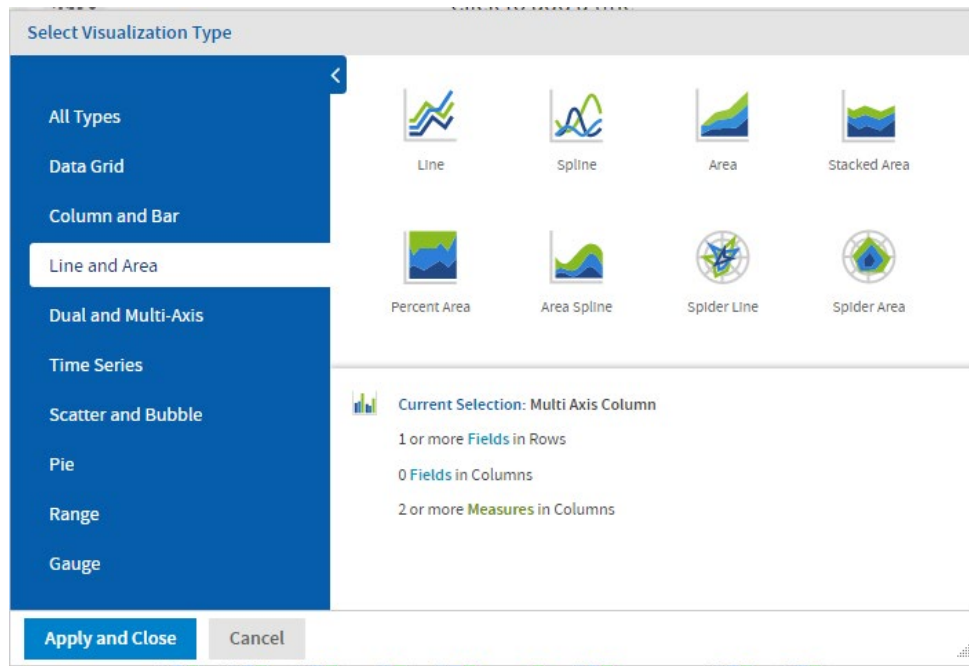 Select Visualization Type
All Types
Data Grid
Column and Bar
Line and Area
Dual and Multi-Axis
Time Series
Scatter and Bubble
Pie
Range
Gauge
Line
Spline
Area
Stacked Area
Percent Area
Area Spline
Spider Line
Spider Area
Current Selection: Multi Axis Column
1 or more Fields in Rows
0 Fields in Columns
2 or more Measures in Columns
Apply and Close
Cancel